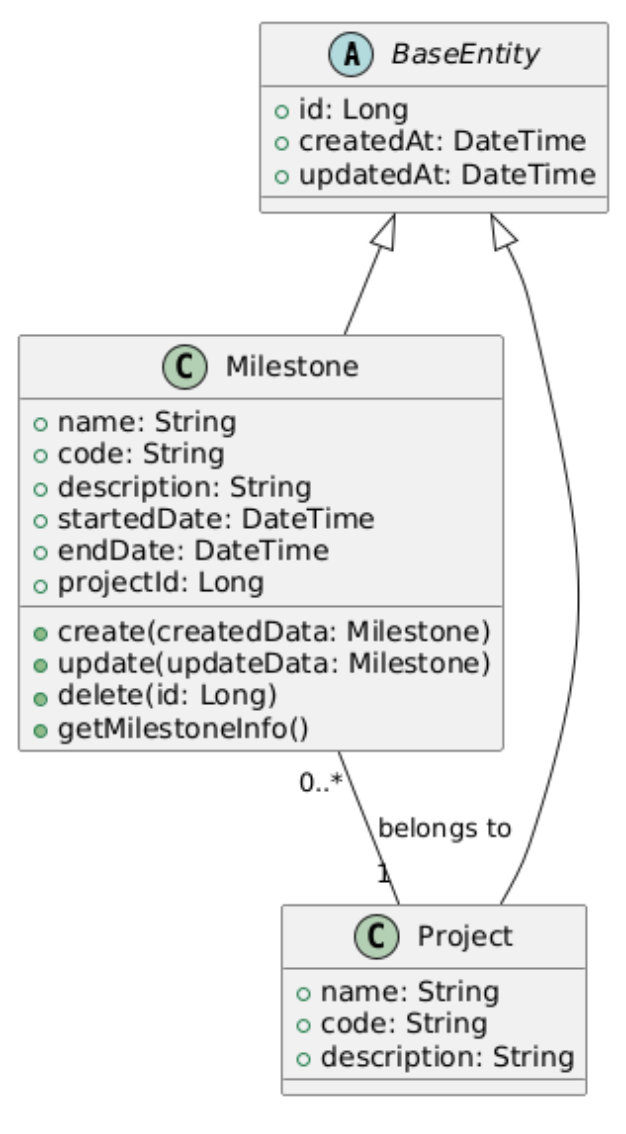 A BaseEntity
id: Long
createdAt: DateTime
updatedAt: DateTime
C Milestone
name: String
code: String
description: String
startedDate: DateTime
endDate: DateTime
projectId: Long
create(createdData: Milestone)
update(updateData: Milestone)
delete(id: Long)
getMilestoneInfo()
0..*
belongs to
1
C Project
name: String
code: String
description: String